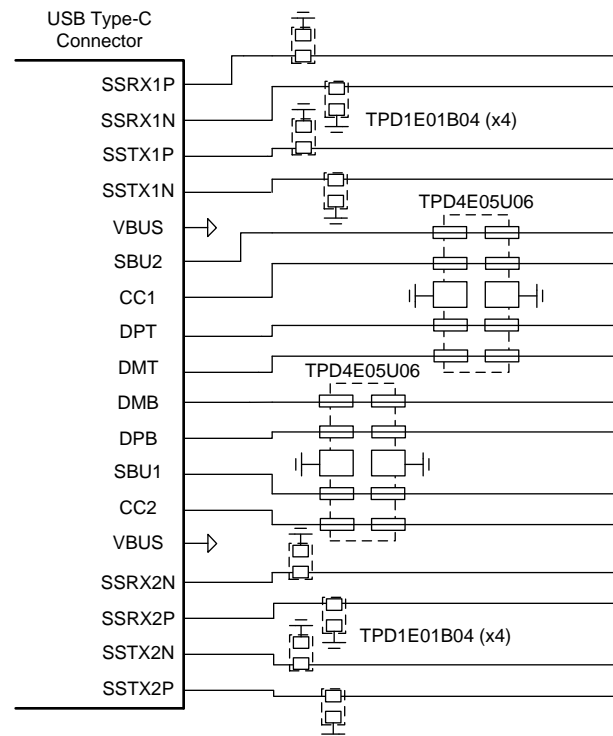 USB Type-C
Connector
SSRX1P
SSRX1N
TPD1E01B04 (x4)
SSTX1P
SSTX1N
TPD4E05U06
VBUS
SBU2
CC1
DPT
DMT
TPD4E05U06
DMB
DPB
SBU1
CC2
VBUS
SSRX2N
SSRX2P
TPD1E01B04 (x4)
SSTX2N
SSTX2P